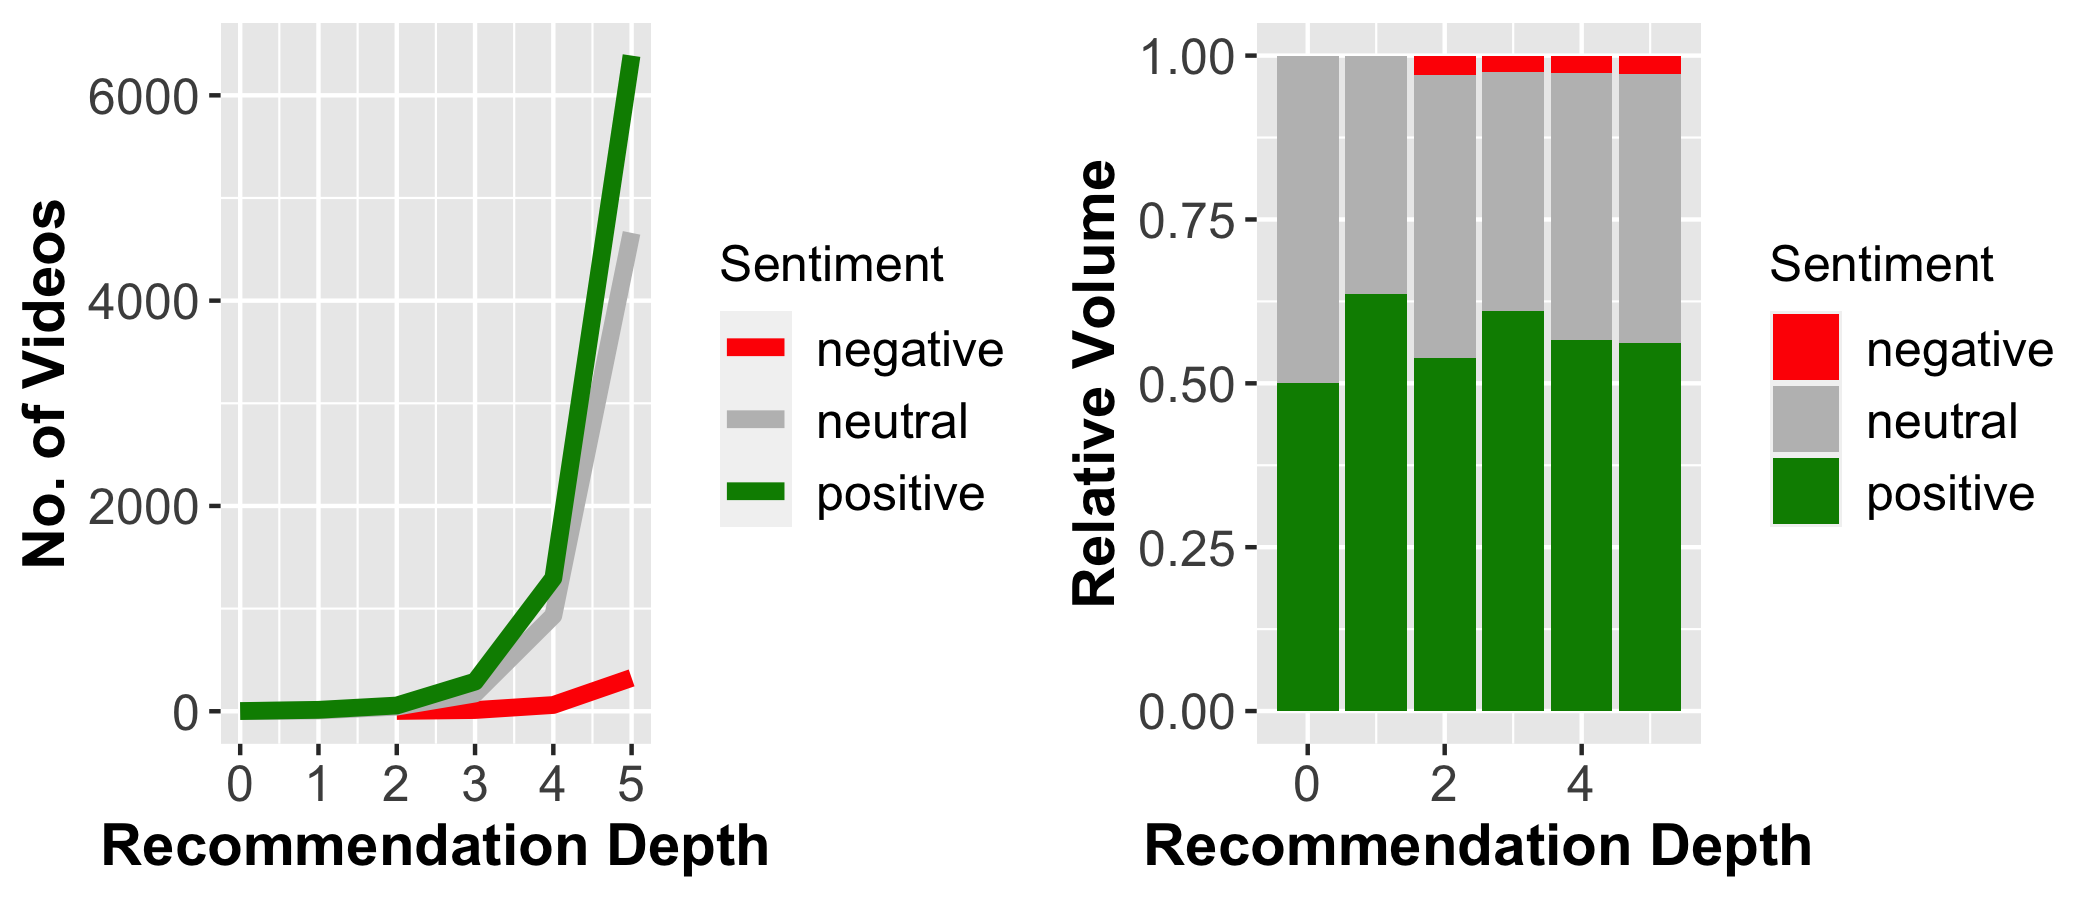 No. of Videos
6000
4000
2000
0
0 1 2 3 4 5
Recommendation Depth
Sentiment
negative
neutral
positive
Relative Volume
1.00
0.75
0.50
0.25
0.00
0 2 4
Recommendation Depth
Sentiment
negative
neutral
positive